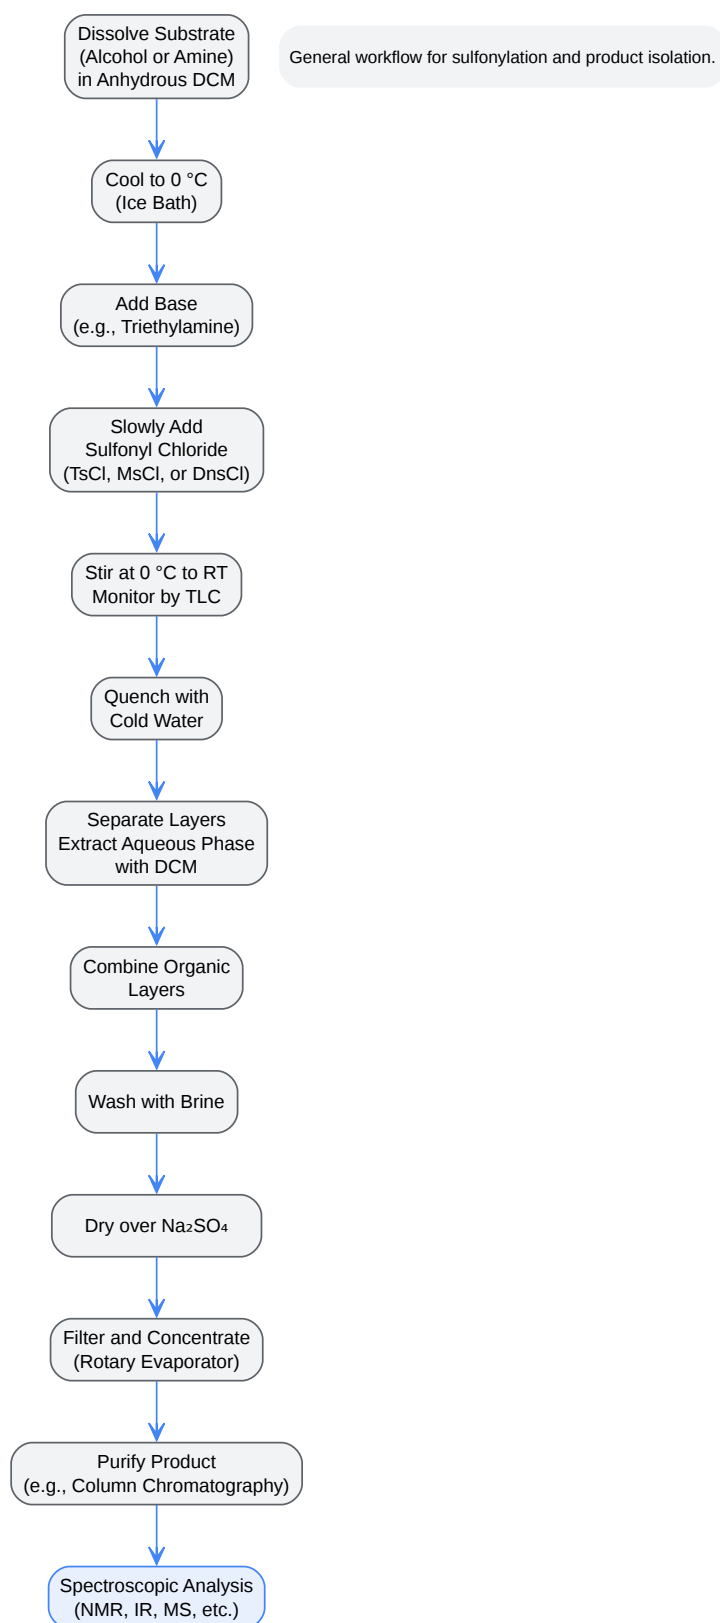 Dissolve Substrate
(Alcohol or Amine)
in Anhydrous DCM
General workflow for sulfonylation and product isolation.
Cool to 0 °C
(Ice Bath)
Add Base
(e.g., Triethylamine)
Slowly Add
Sulfonyl Chloride
(TsCl, MsCl, or DnsCl)
Stir at 0 °C to RT
Monitor by TLC
Quench with
Cold Water
Separate Layers
Extract Aqueous Phase
with DCM
Combine Organic
Layers
Wash with Brine
Dry over Na₂SO₄
Filter and Concentrate
(Rotary Evaporator)
Purify Product
(e.g., Column Chromatography)
Spectroscopic Analysis
(NMR, IR, MS, etc.)